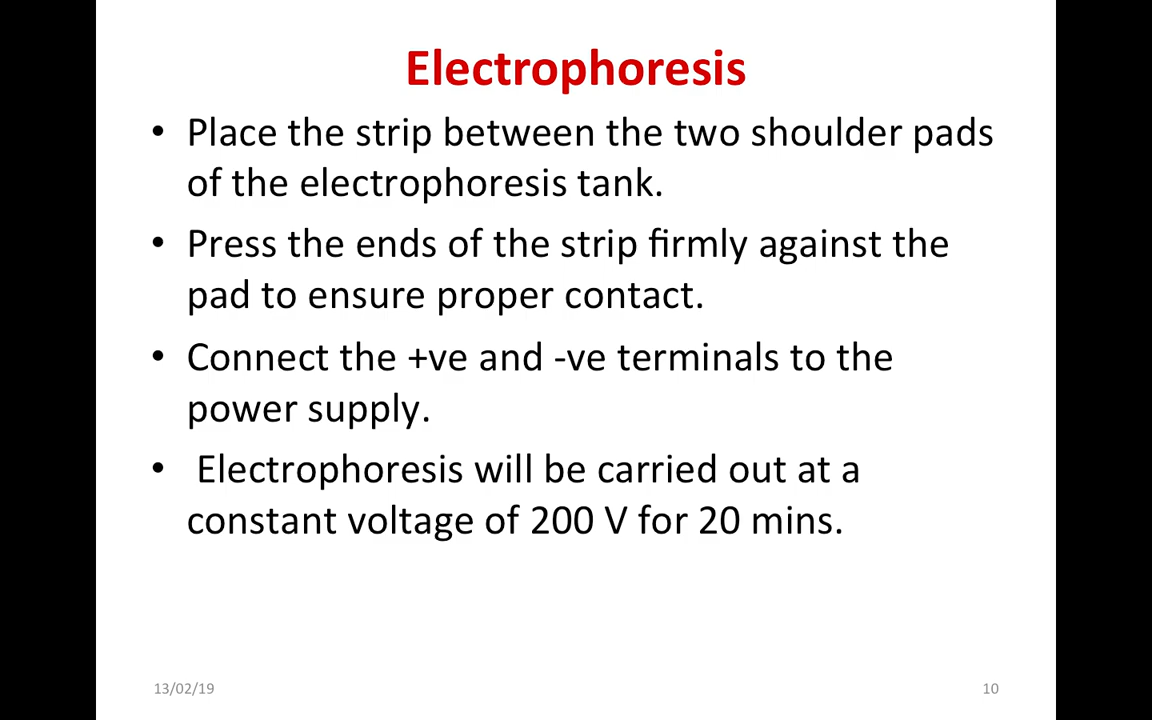 Electrophoresis
• Place the strip between the two shoulder pads
of the electrophoresis tank.
• Press the ends of the strip firmly against the
pad to ensure proper contact.
• Connect the +ve and -ve terminals to the
power supply.
• Electrophoresis will be carried out at a
constant voltage of 200 V for 20 mins.
13/02/19
10